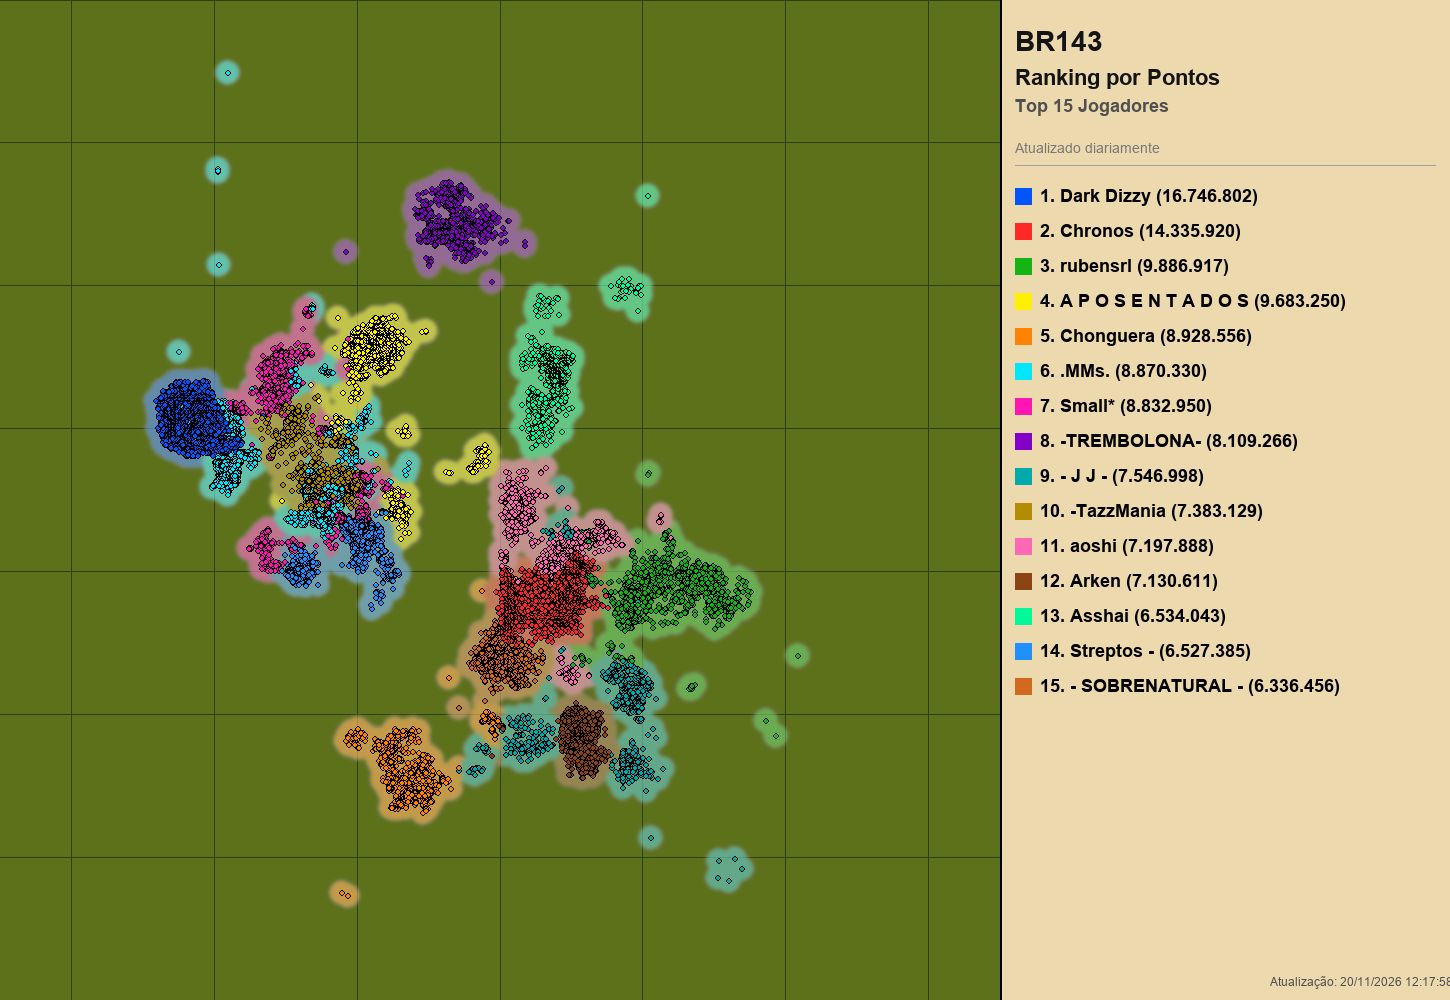 BR143
Ranking por Pontos
Top 15 Jogadores
Atualizado diariamente
1. Dark Dizzy (16.746.802)
2. Chronos (14.335.920)
3. rubensrl (9.886.917)
4. A P O S E N T A D O S (9.683.250)
5. Chonguera (8.928.556)
6. .MMs. (8.870.330)
7. Small* (8.832.950)
8. -TREMBOLONA- (8.109.266)
9. - J J - (7.546.998)
10. -TazzMania (7.383.129)
11. aoshi (7.197.888)
12. Arken (7.130.611)
13. Asshai (6.534.043)
14. Streptos - (6.527.385)
15. - SOBRENATURAL - (6.336.456)
Atualização: 20/11/2026 12:17:58